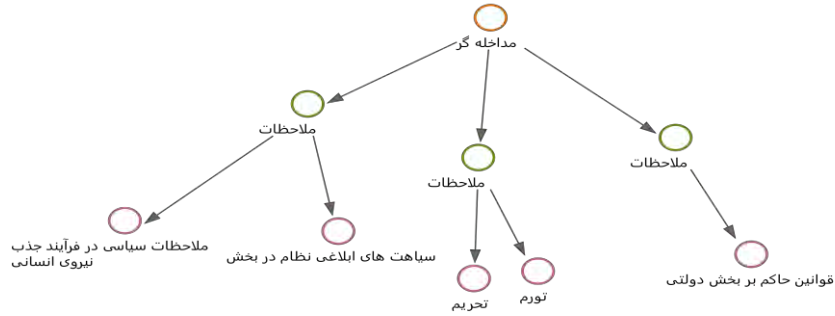 مداخله گر
ملاحظات
ملاحظات
ملاحظات
ملاحظات سیاسی در فرآیند جذب
نیروی انسانی
سیاهت های ابلاغی نظام در بخش
تحریم
تورم
قوانین حاکم بر بخش دولتی